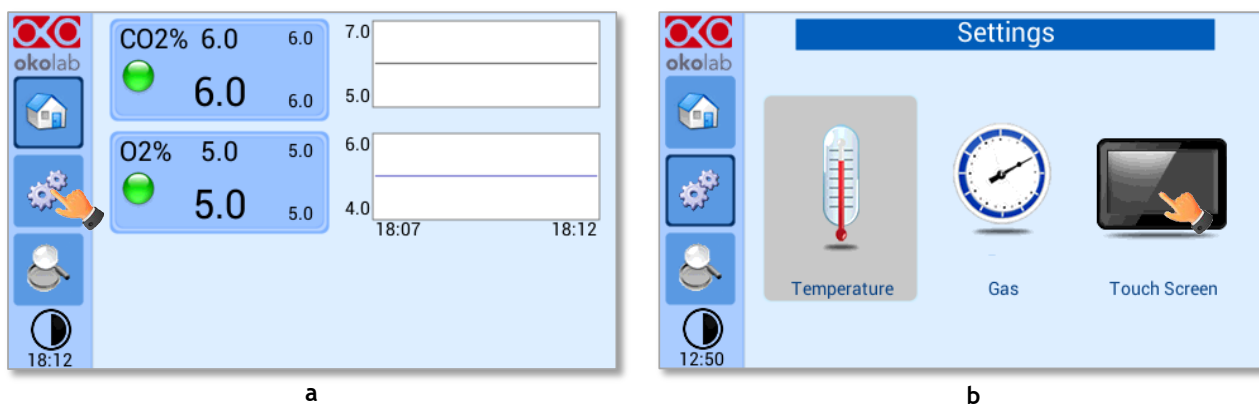 okolab
CO2% 6.0 6.0
6.0 6.0
7.0
5.0
O2% 5.0 5.0
5.0 5.0
6.0
4.0
18:07 18:12
18:12
a
okolab
Settings
Temperature Gas Touch Screen
12:50
b